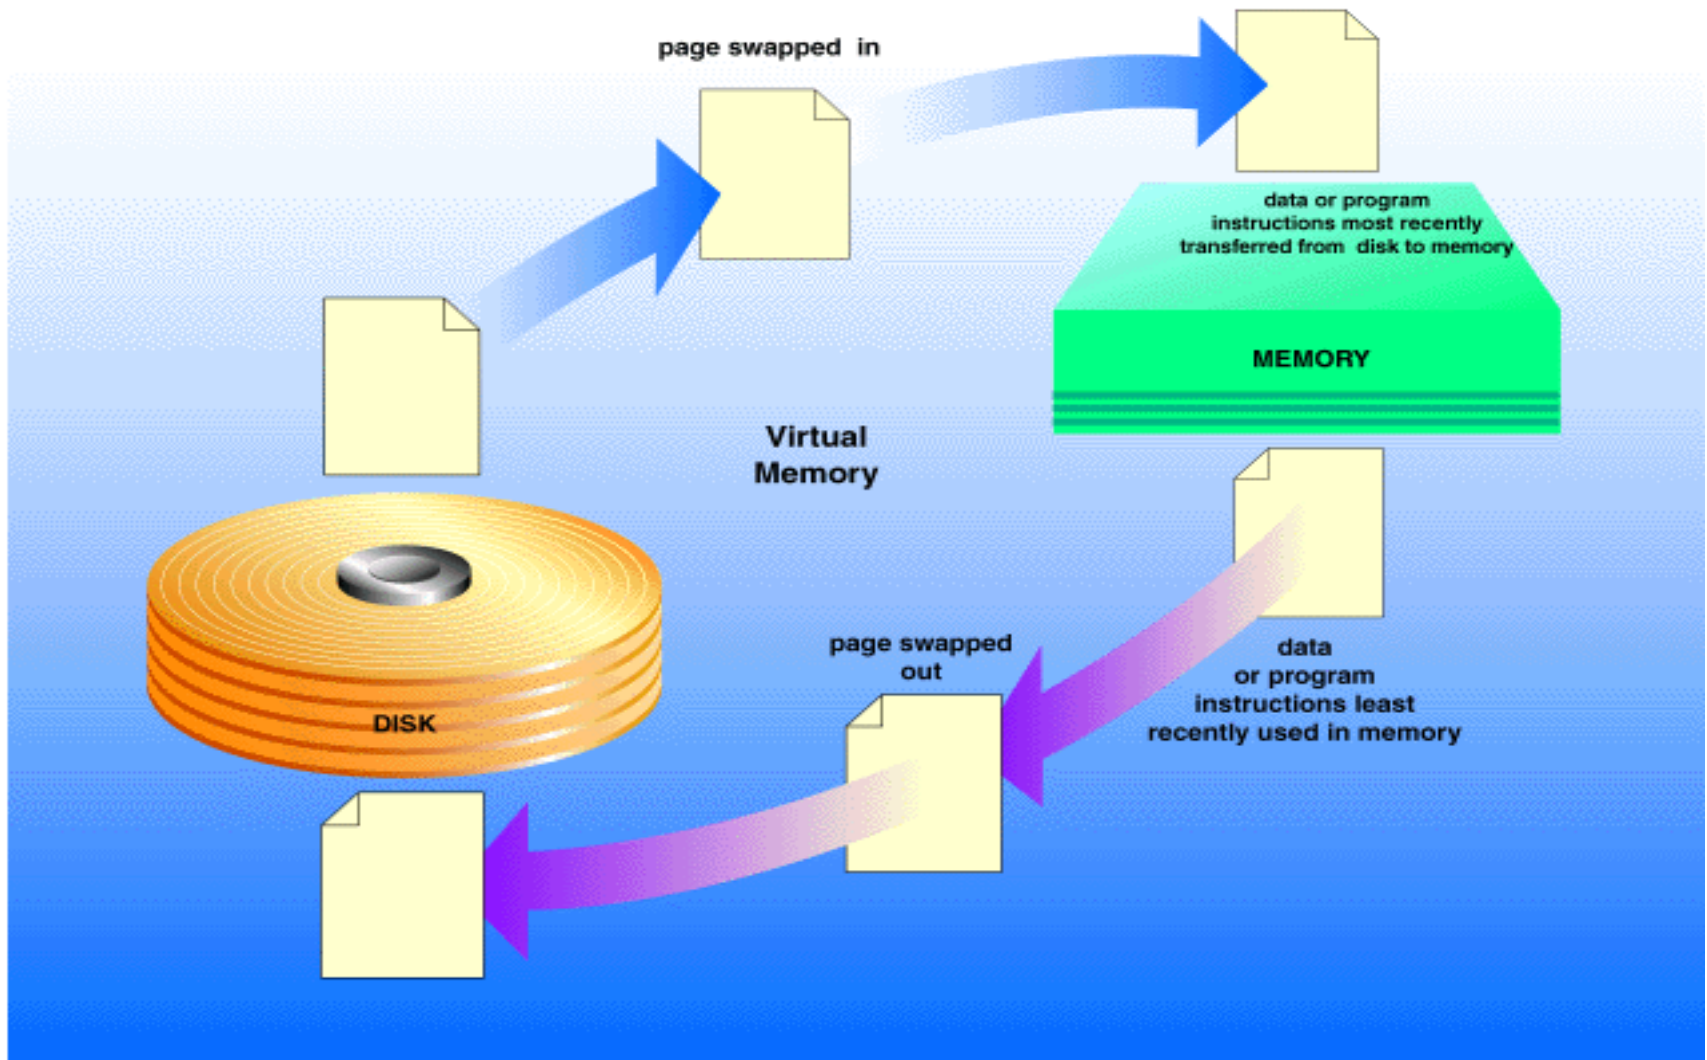 page swapped in
data or program
instructions most recently
transferred from disk to memory
MEMORY
Virtual
Memory
page swapped
out
data
or program
instructions least
recently used in memory
DISK